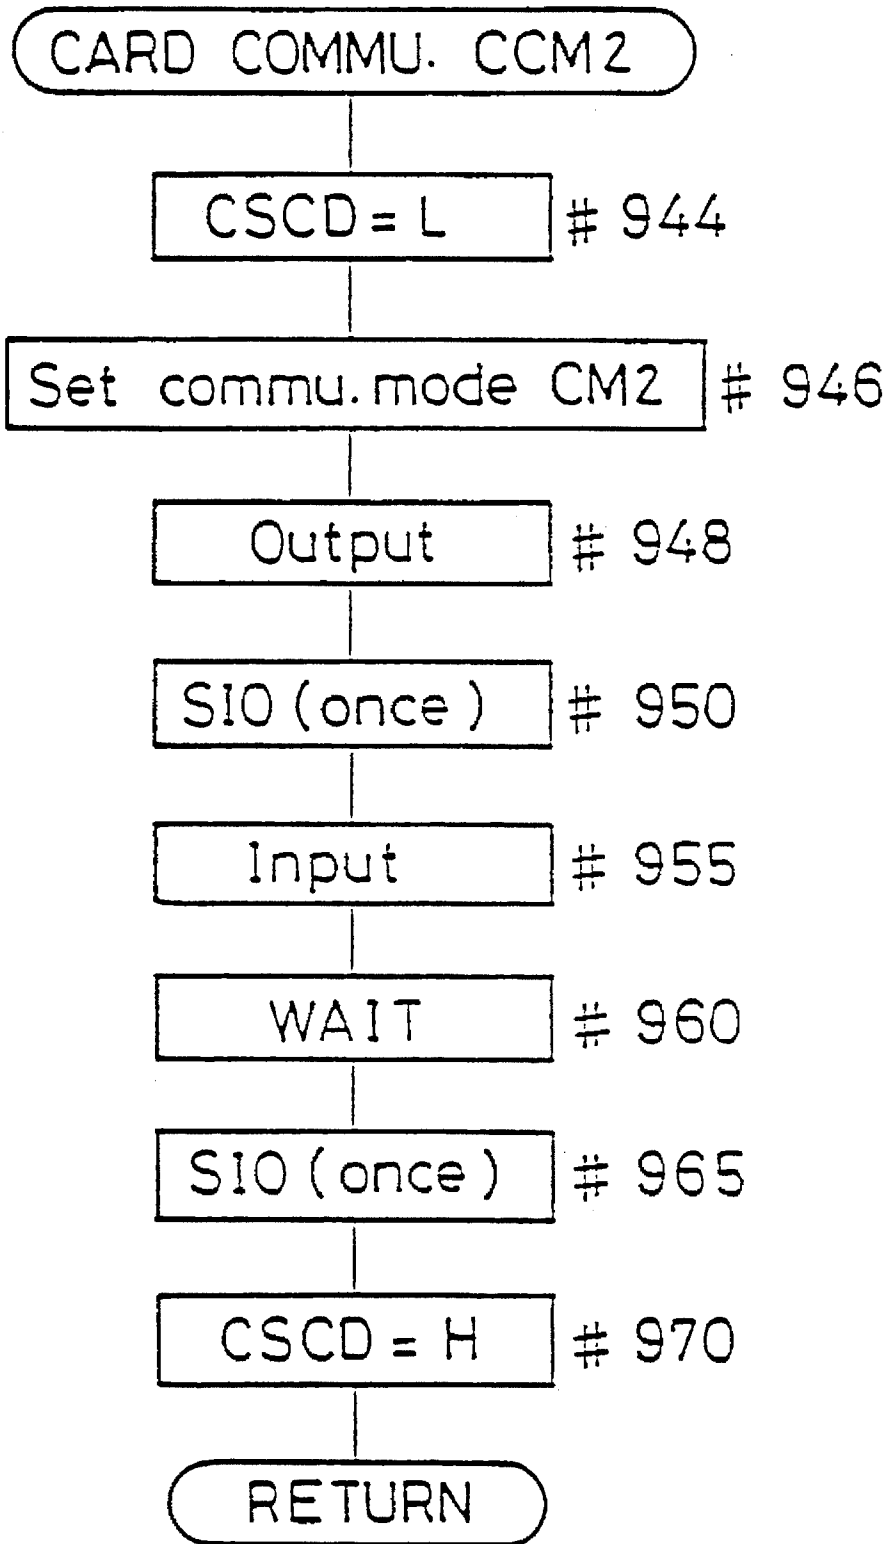 CARD COMMU. CCM2
CSCD = L # 944
Set commu. mode CM2 # 946
Output # 948
SIO (once) # 950
Input # 955
WAIT # 960
SIO (once) # 965
CSCD = H # 970
RETURN